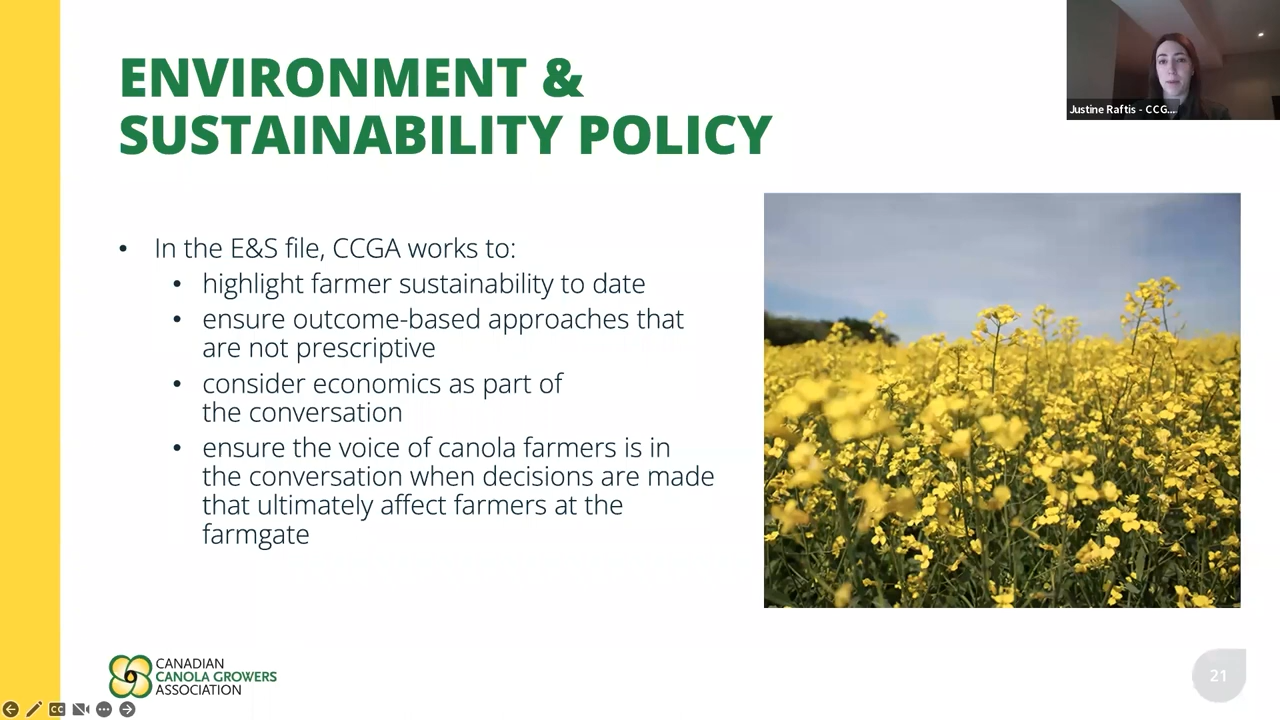 ENVIRONMENT &
SUSTAINABILITY POLICY
Justine Raftis - CCG...
• In the E&S file, CCGA works to:
• highlight farmer sustainability to date
• ensure outcome-based approaches that
are not prescriptive
• consider economics as part of
the conversation
• ensure the voice of canola farmers is in
the conversation when decisions are made
that ultimately affect farmers at the
farmgate
CANADIAN
CANOLA GROWERS
ASSOCIATION
21
CC